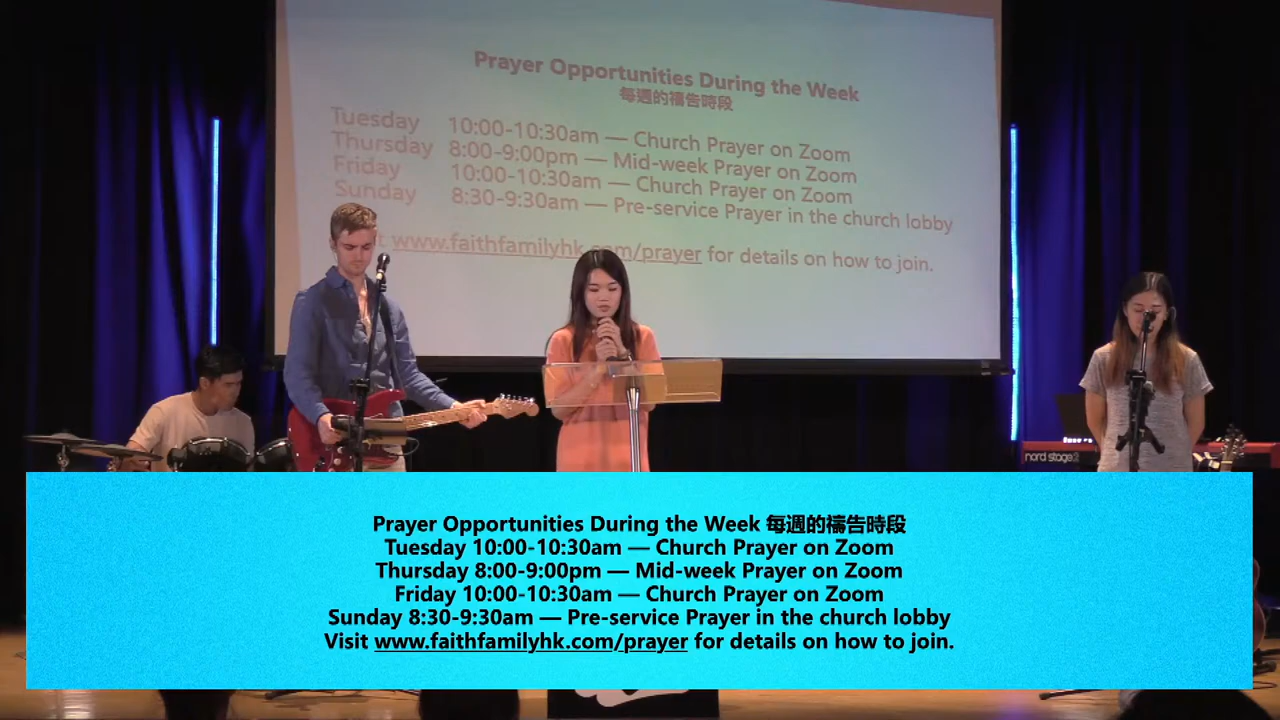 Prayer Opportunities During the Week
每週的禱告時段
Tuesday 10:00-10:30am — Church Prayer on Zoom
Thursday 8:00-9:00pm — Mid-week Prayer on Zoom
Friday 10:00-10:30am — Church Prayer on Zoom
Sunday 8:30-9:30am — Pre-service Prayer in the church lobby
www.faithfamilyhk.com/prayer for details on how to join.
nord stage 2
Prayer Opportunities During the Week 每週的禱告時段
Tuesday 10:00-10:30am — Church Prayer on Zoom
Thursday 8:00-9:00pm — Mid-week Prayer on Zoom
Friday 10:00-10:30am — Church Prayer on Zoom
Sunday 8:30-9:30am — Pre-service Prayer in the church lobby
Visit www.faithfamilyhk.com/prayer for details on how to join.